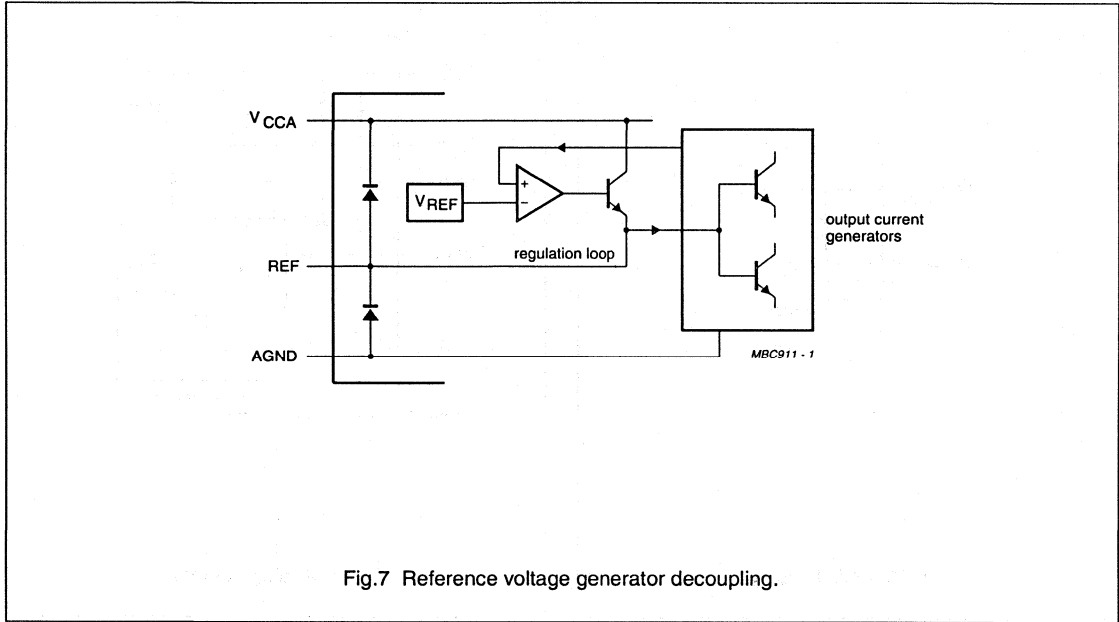 V CCA
+
−
V REF
output current
generators
regulation loop
REF
AGND
MBC911 - 1
Fig.7 Reference voltage generator decoupling.